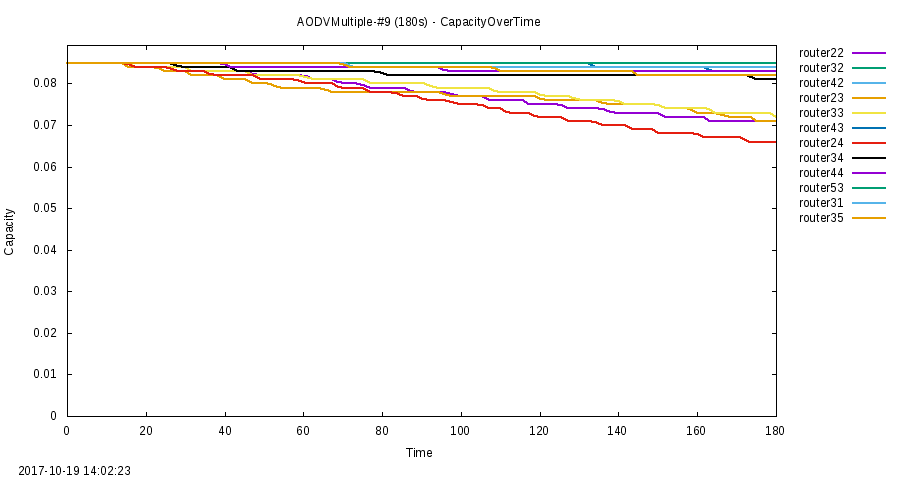 AODVMultiple-#9 (180s) - CapacityOverTime
router22
router32
router42
router23
router33
router43
router24
router34
router44
router53
router31
router35
0.08
0.07
0.06
0.05
0.04
0.03
0.02
0.01
0
Capacity
0 20 40 60 80 100 120 140 160 180
Time
2017-10-19 14:02:23